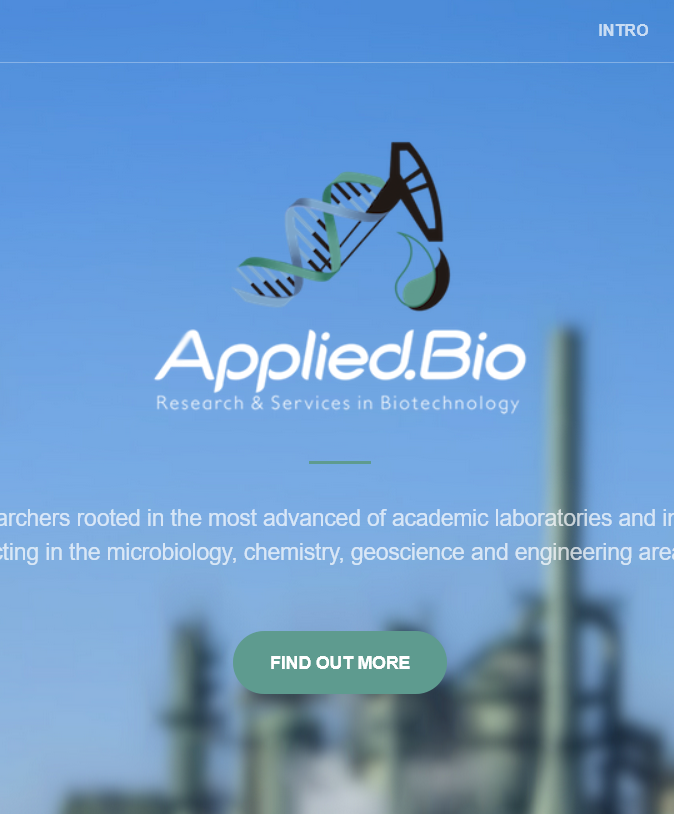 INTRO
Applied.Bio
Research & Services in Biotechnology
archers rooted in the most advanced of academic laboratories and in
cting in the microbiology, chemistry, geoscience and engineering area
FIND OUT MORE